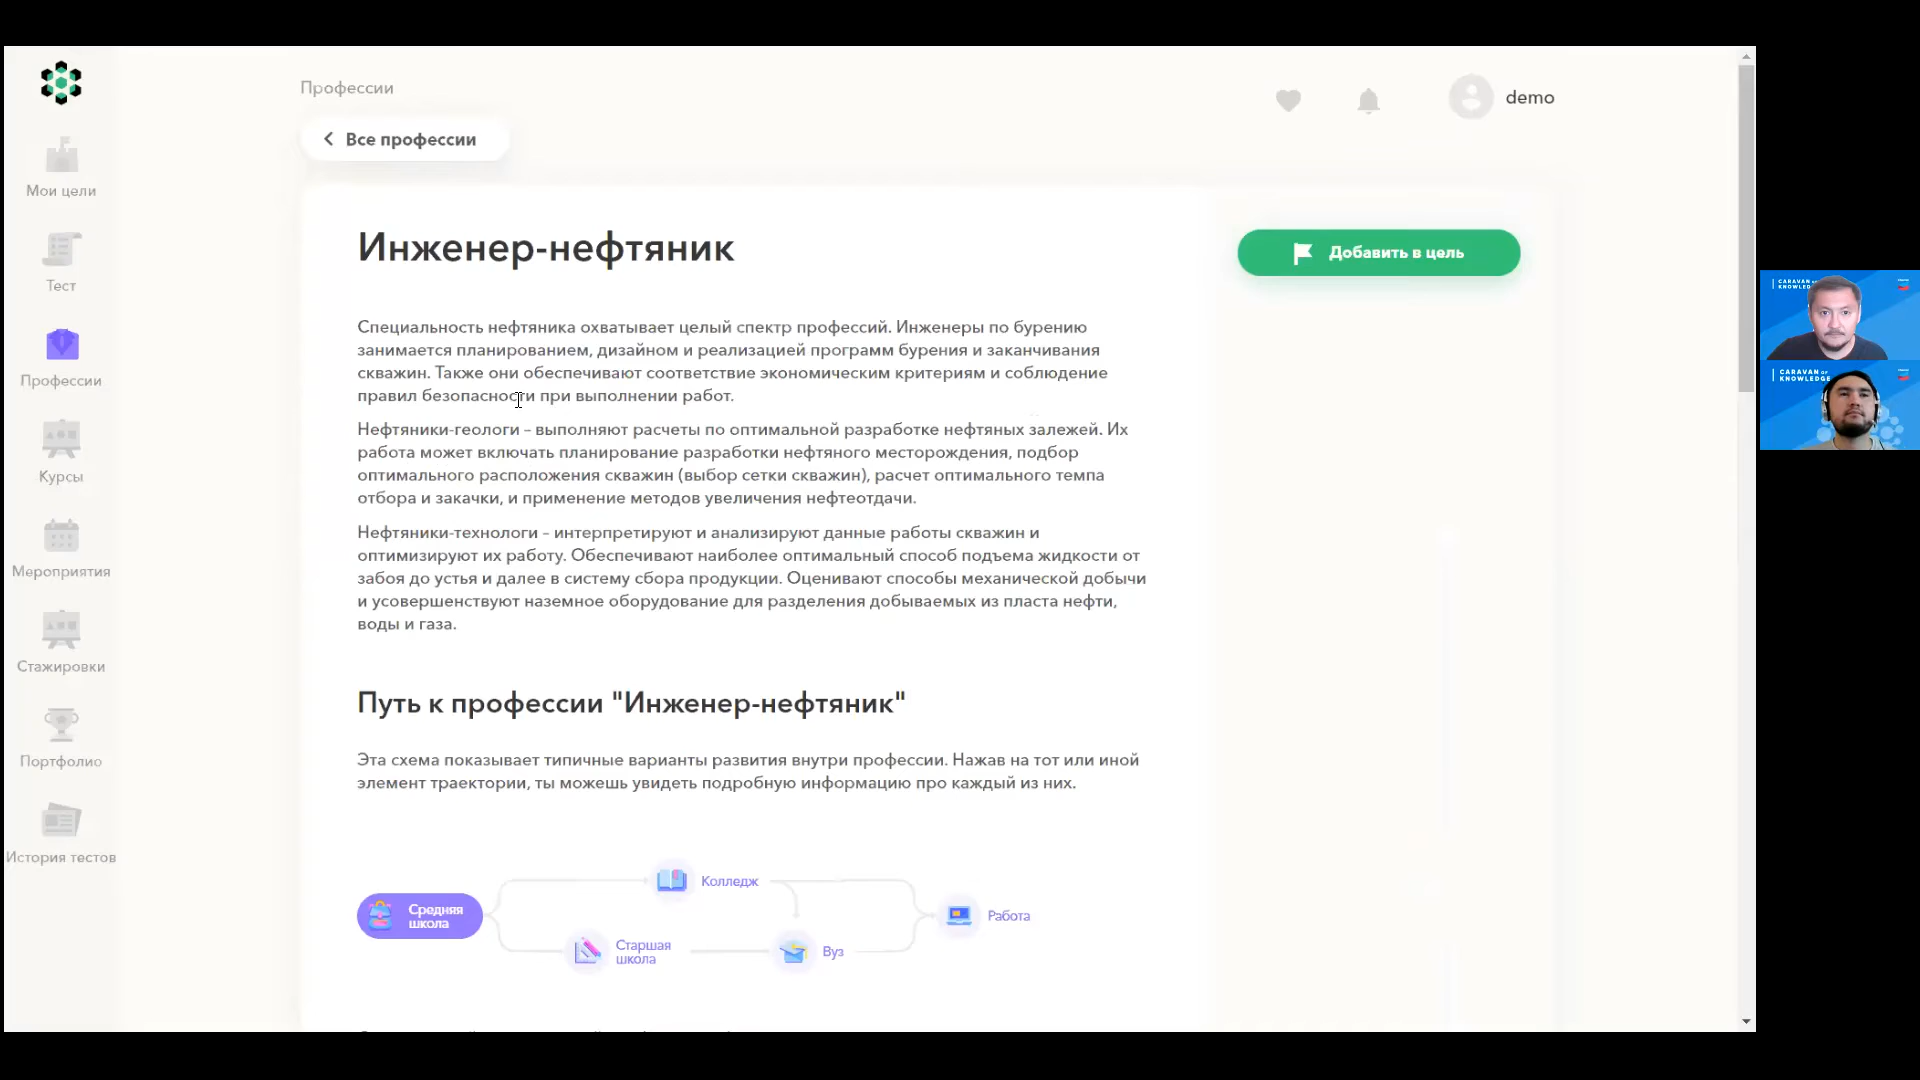 Профессии
demo
Все профессии
Мои цели
Тест
Профессии
Курсы
Мероприятия
Стажировки
Портфолио
История тестов
Инженер-нефтяник
Добавить в цель
Специальность нефтяника охватывает целый спектр профессий. Инженеры по бурению
занимается планированием, дизайном и реализацией программ бурения и заканчивания
скважин. Также они обеспечивают соответствие экономическим критериям и соблюдение
правил безопасности при выполнении работ.
Нефтяники-геологи – выполняют расчеты по оптимальной разработке нефтяных залежей. Их
работа может включать планирование разработки нефтяного месторождения, подбор
оптимального расположения скважин (выбор сетки скважин), расчет оптимального темпа
отбора и закачки, и применение методов увеличения нефтеотдачи.
Нефтяники-технологи – интерпретируют и анализируют данные работы скважин и
оптимизируют их работу. Обеспечивают наиболее оптимальный способ подъема жидкости от
забоя до устья и далее в систему сбора продукции. Оценивают способы механической добычи
и усовершенствуют наземное оборудование для разделения добываемых из пласта нефти,
воды и газа.
Путь к профессии "Инженер-нефтяник"
Эта схема показывает типичные варианты развития внутри профессии. Нажав на тот или иной
элемент траектории, ты можешь увидеть подробную информацию про каждый из них.
Средняя
школа
Колледж
Старшая
школа
Вуз
Работа
CARAVAN OF
CARAVAN OF
KNOWLEDGE